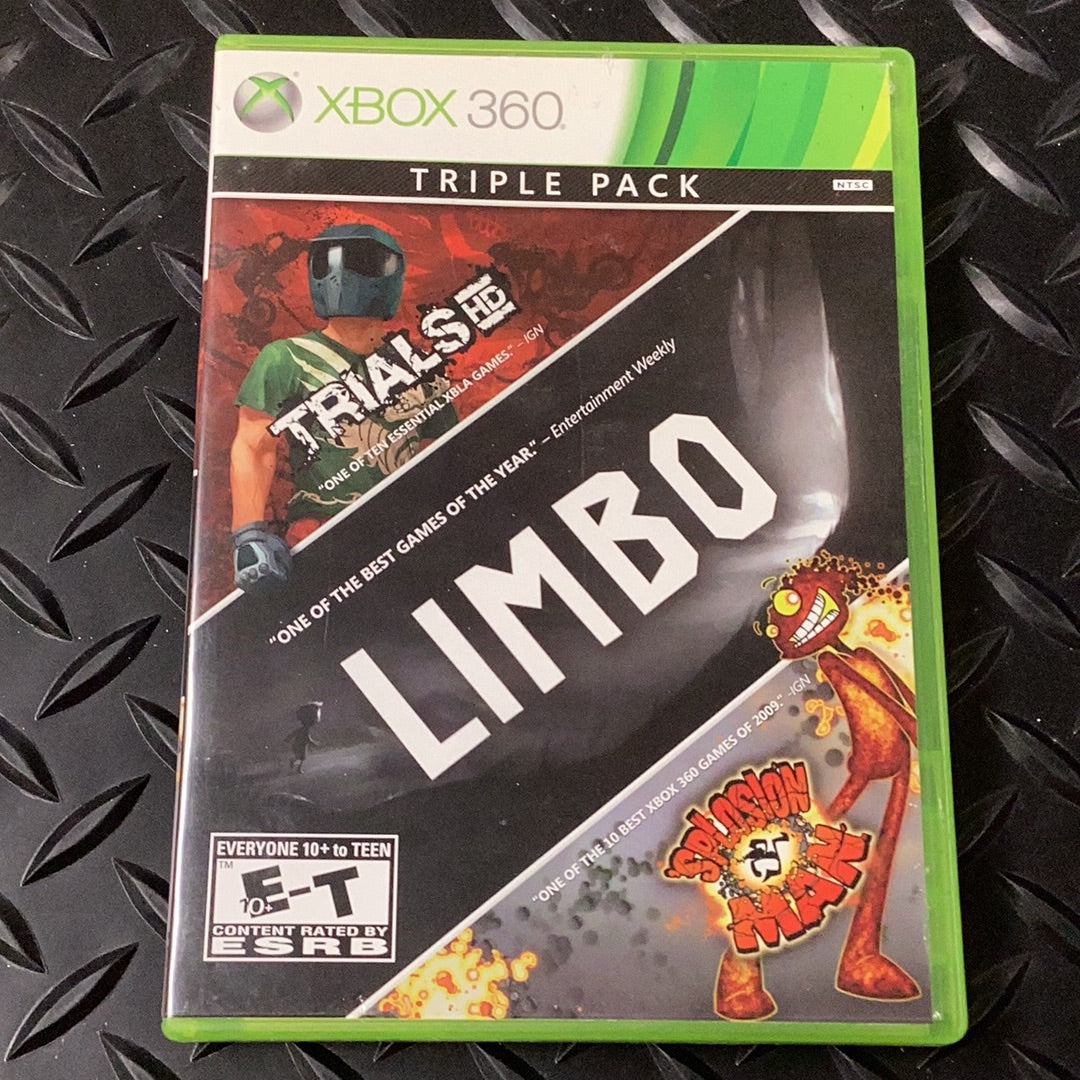 XBOX 360
TRIPLE PACK
NTSC
TRIALS HD
"ONE OF TEN ESSENTIAL XBLA GAMES." – IGN
"ONE OF THE BEST GAMES OF THE YEAR." – Entertainment Weekly
LIMBO
"ONE OF THE 10 BEST XBOX 360 GAMES OF 2009." -IGN
'SPLOSION
MAN
EVERYONE 10+ to TEEN
TM
E-T
10+
CONTENT RATED BY
ESRB